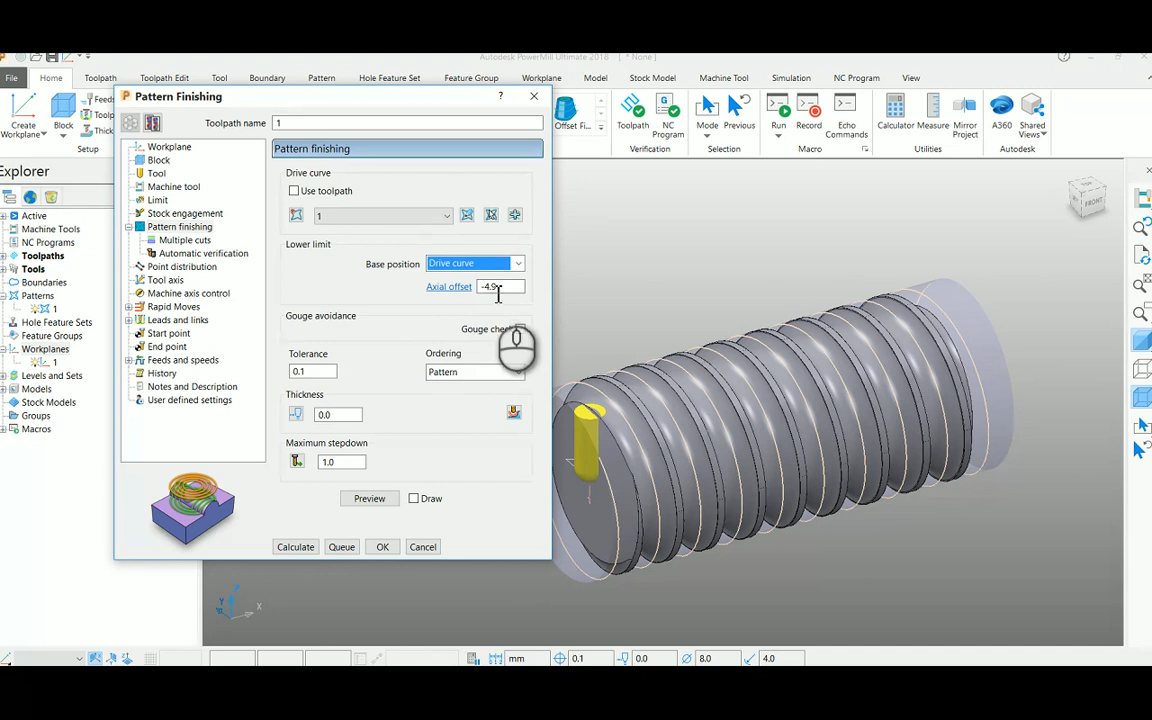 Autodesk PowerMill Ultimate 2018 - [ None ]
File Home Toolpath Toolpath Edit Tool Boundary Pattern Hole Feature Set Feature Group Workplane Model Stock Model Machine Tool Simulation NC Program View
Create Workplane
Block
Setup
Offset Fi...
Toolpath
NC Program
Verification
Mode
Previous
Run
Record
Echo Commands
Macro
Calculator
Measure
Mirror Project
Utilities
A360
Shared Views
Autodesk
Explorer
Active
Machine Tools
NC Programs
Toolpaths
Tools
Boundaries
Patterns
1
Hole Feature Sets
Feature Groups
Workplanes
1
Levels and Sets
Models
Stock Models
Groups
Macros
Pattern Finishing
?
Toolpath name 1
Workplane
Block
Tool
Machine tool
Limit
Stock engagement
Pattern finishing
Multiple cuts
Automatic verification
Point distribution
Tool axis
Machine axis control
Rapid Moves
Leads and links
Start point
End point
Feeds and speeds
History
Notes and Description
User defined settings
Pattern finishing
Drive curve
Use toolpath
1
Lower limit
Base position Drive curve
Axial offset -4.9
Gouge avoidance
Tolerance
0.1
Ordering
Pattern
Thickness
0.0
Maximum stepdown
1.0
Preview Draw
Calculate Queue OK Cancel
FRONT
X
mm 0.1 0.0 8.0 4.0